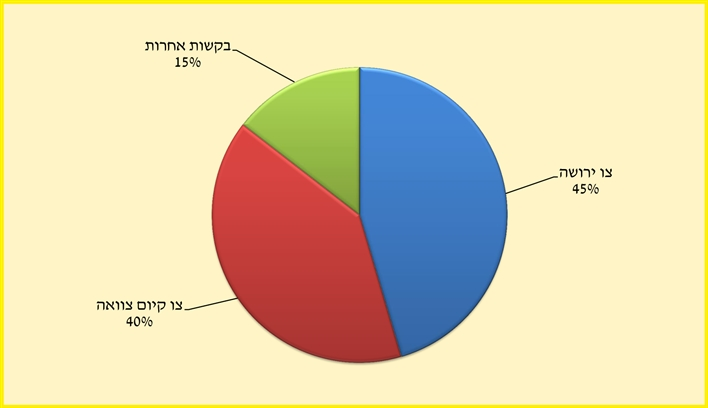 בקשות אחרות
15%
צו ירושה
45%
צו קיום צוואה
40%